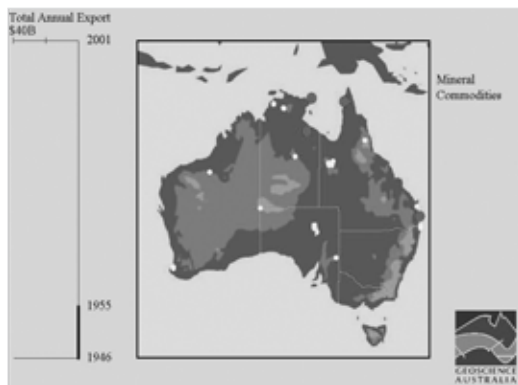 Total Annual Export
$40B
2001
Mineral
Commodities
1955
1946
GEOSCIENCE
AUSTRALIA